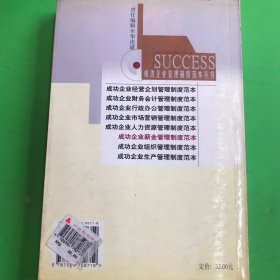 责任编辑
SUCCESS
成功企业管理制度范本丛书
成功企业经营企划管理制度范本
成功企业财务会计管理制度范本
成功企业行政办公管理制度范本
成功企业市场营销管理制度范本
成功企业人力资源管理制度范本
成功企业薪金管理制度范本
成功企业组织管理制度范本
成功企业生产管理制度范本
定价：32.00元